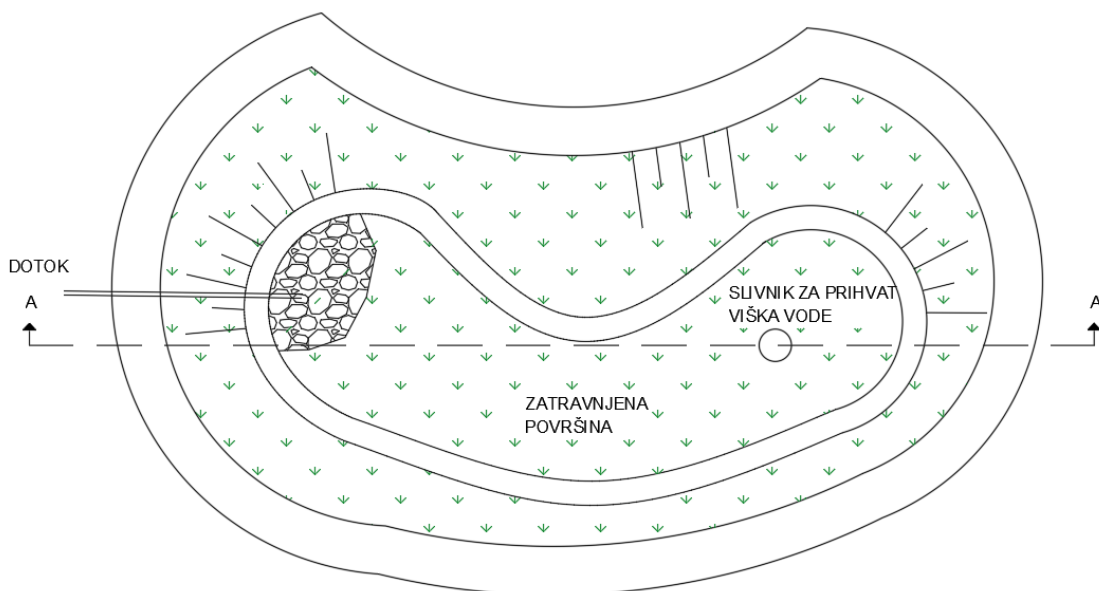 DOTOK
A
A
SLIVNIK ZA PRIHVAT
VIŠKA VODE
ZATRAVNJENA
POVRŠINA